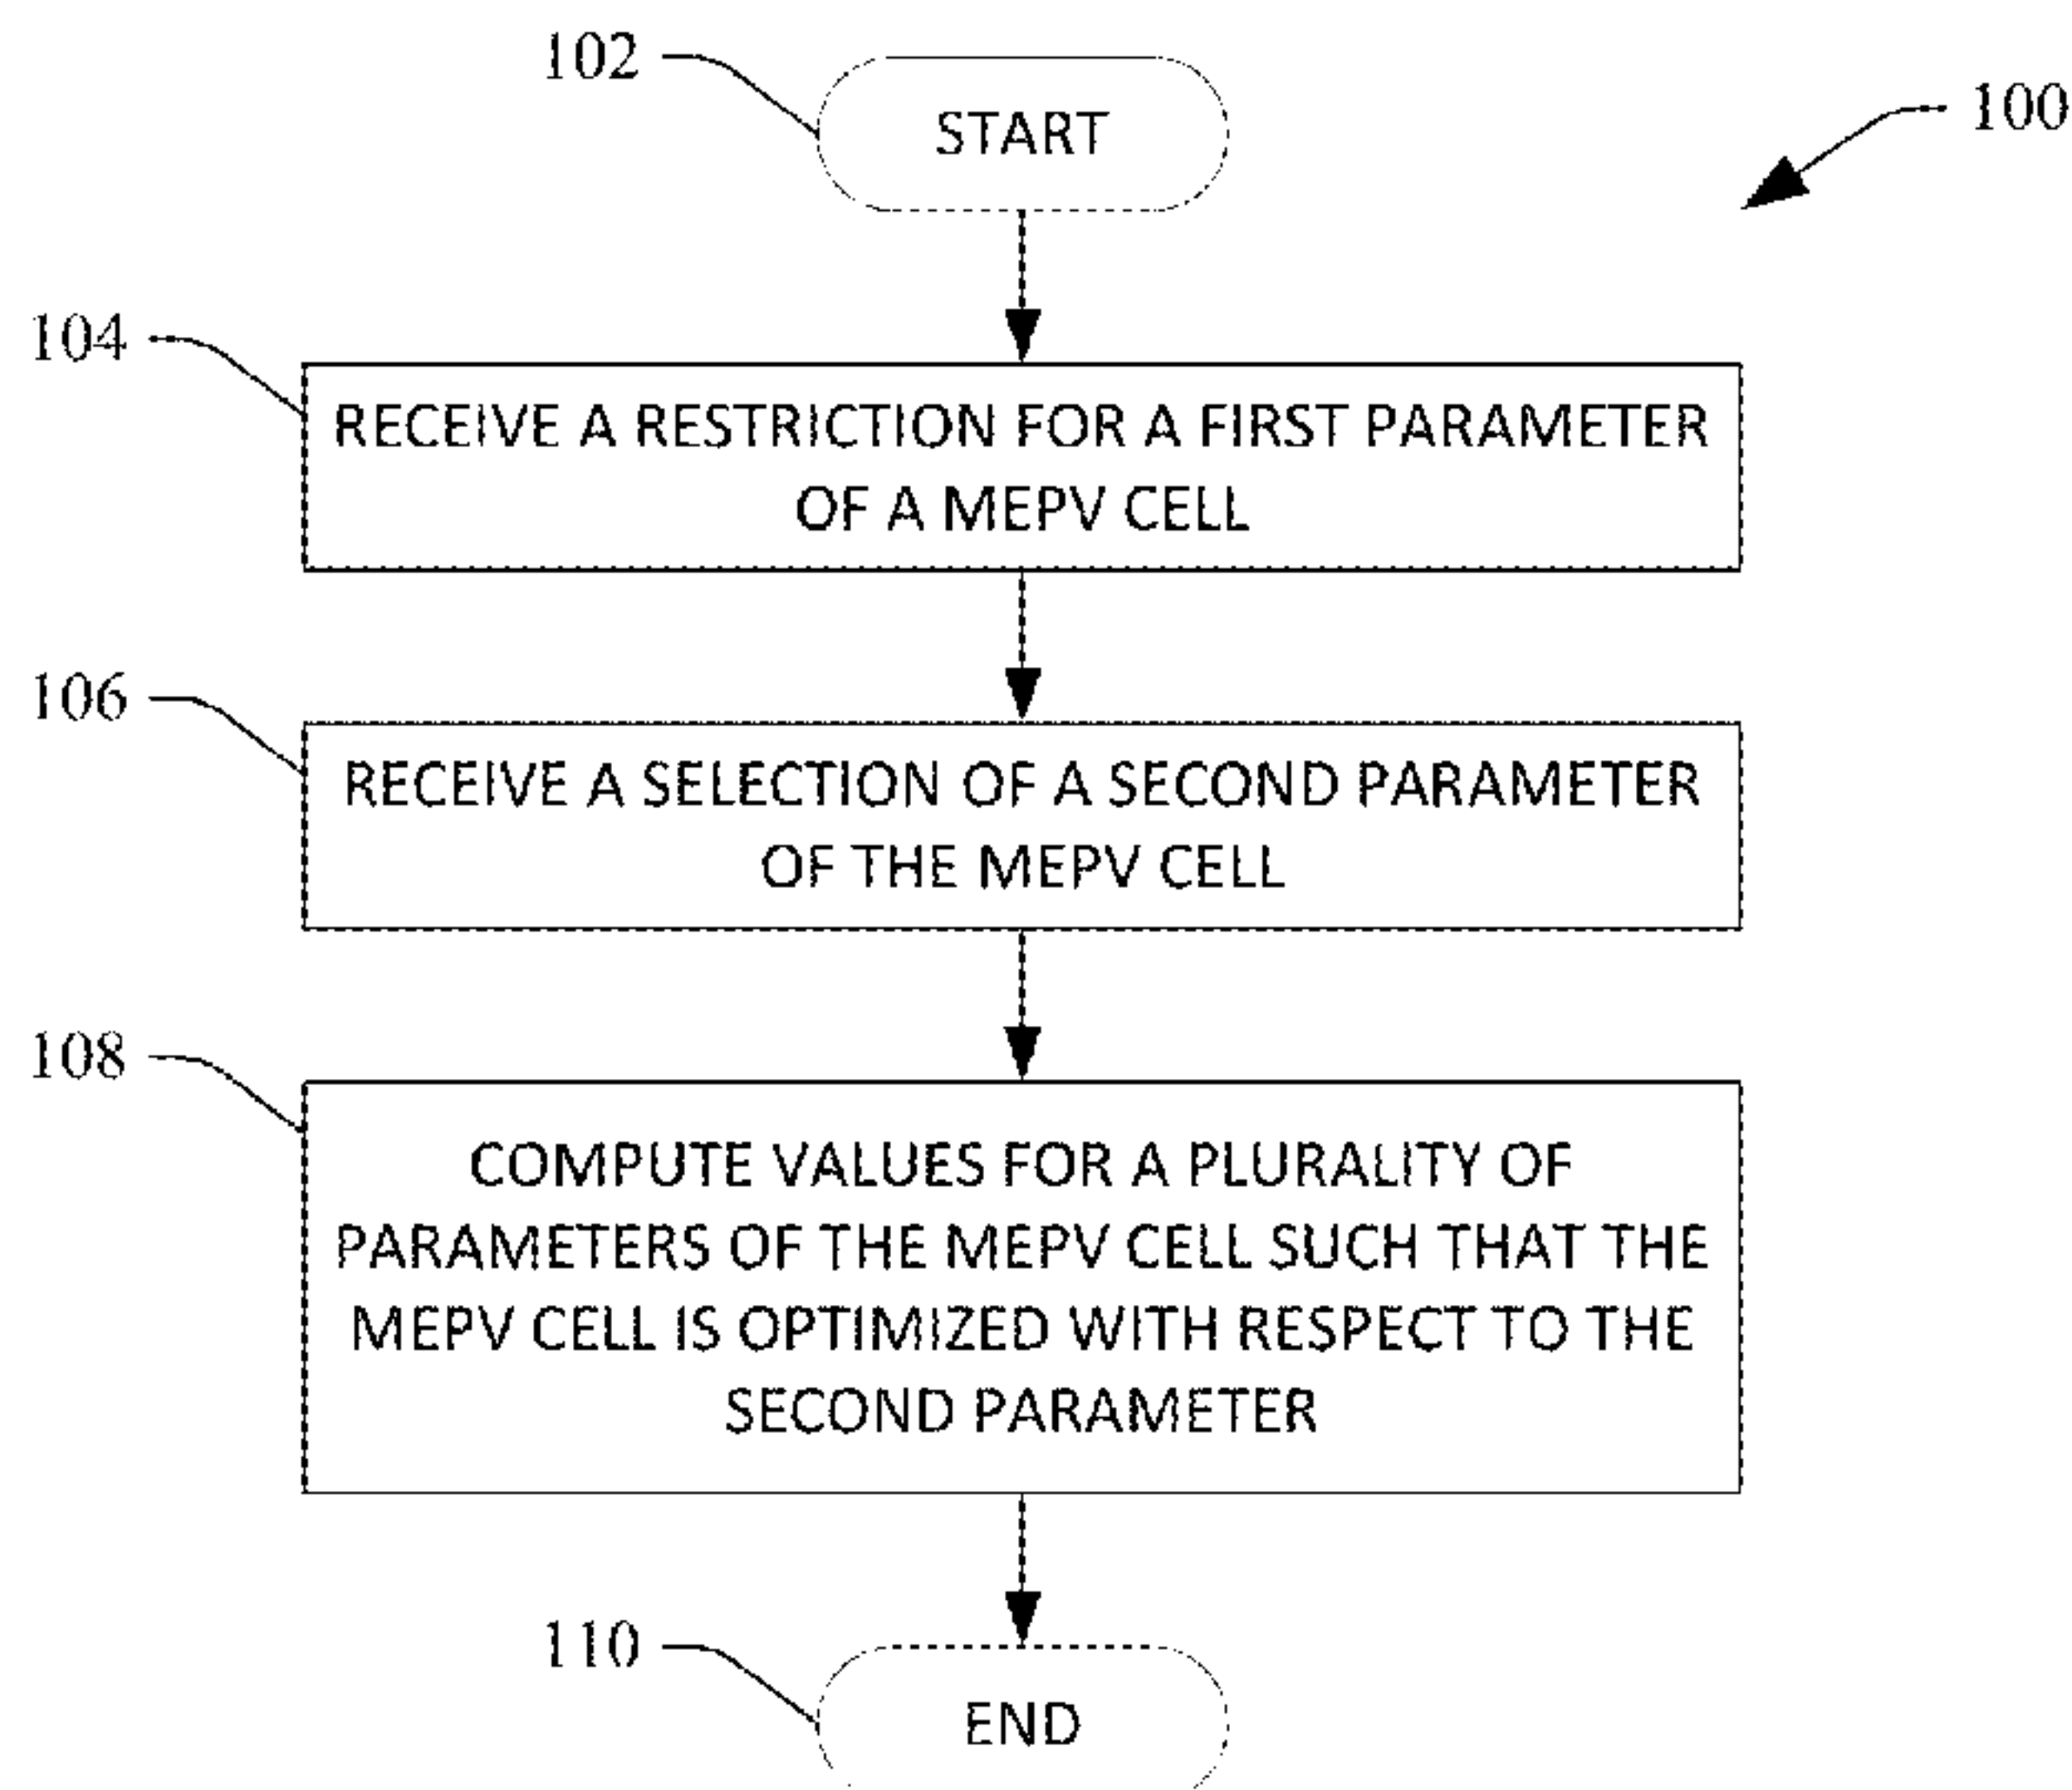 102
START
100
104
RECEIVE A RESTRICTION FOR A FIRST PARAMETER
OF A MEPV CELL
106
RECEIVE A SELECTION OF A SECOND PARAMETER
OF THE MEPV CELL
108
COMPUTE VALUES FOR A PLURALITY OF
PARAMETERS OF THE MEPV CELL SUCH THAT THE
MEPV CELL IS OPTIMIZED WITH RESPECT TO THE
SECOND PARAMETER
110
END